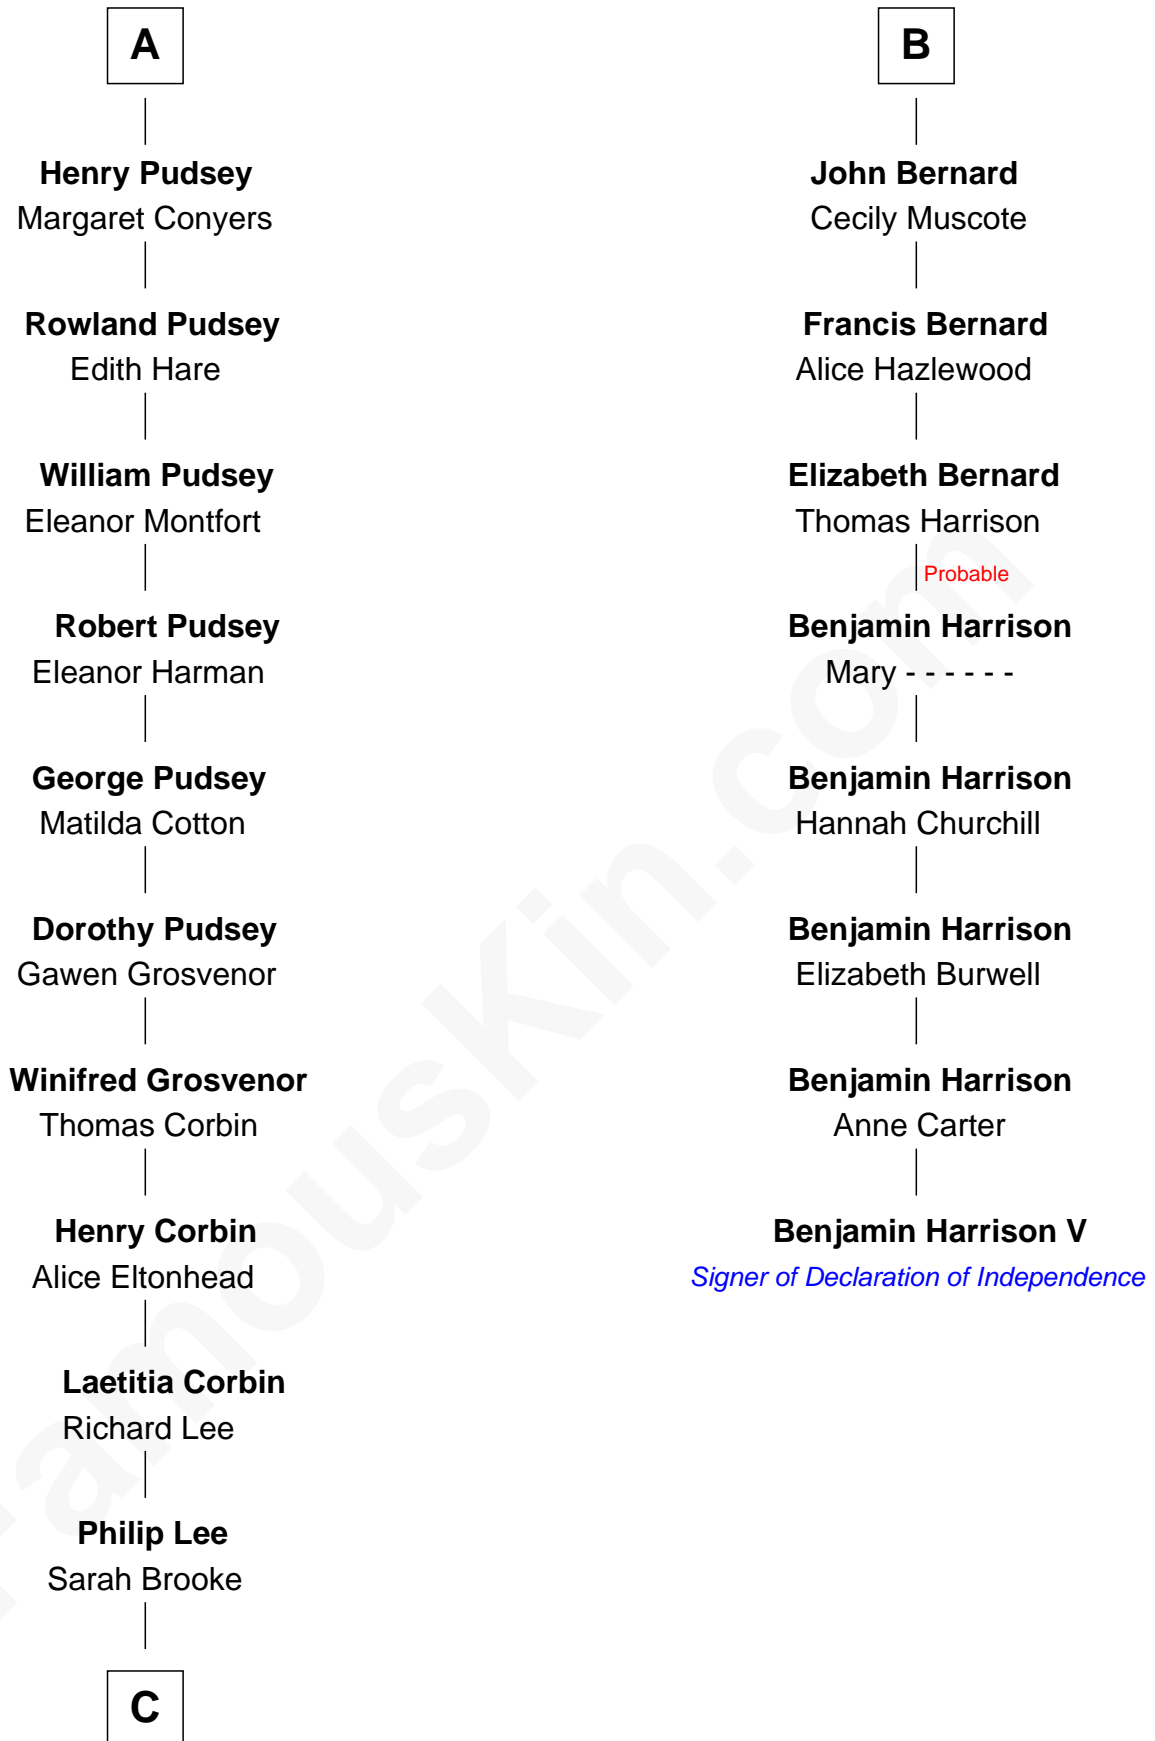 A
Henry Pudsey
Margaret Conyers
Rowland Pudsey
Edith Hare
William Pudsey
Eleanor Montfort
Robert Pudsey
Eleanor Harman
George Pudsey
Matilda Cotton
Dorothy Pudsey
Gawen Grosvenor
Winifred Grosvenor
Thomas Corbin
Henry Corbin
Alice Eltonhead
Laetitia Corbin
Richard Lee
Philip Lee
Sarah Brooke
C
B
John Bernard
Cecily Muscote
Francis Bernard
Alice Hazlewood
Elizabeth Bernard
Thomas Harrison
Probable
Benjamin Harrison
Mary - - - - - -
Benjamin Harrison
Hannah Churchill
Benjamin Harrison
Elizabeth Burwell
Benjamin Harrison
Anne Carter
Benjamin Harrison V
Signer of Declaration of Independence
FamousKin.com